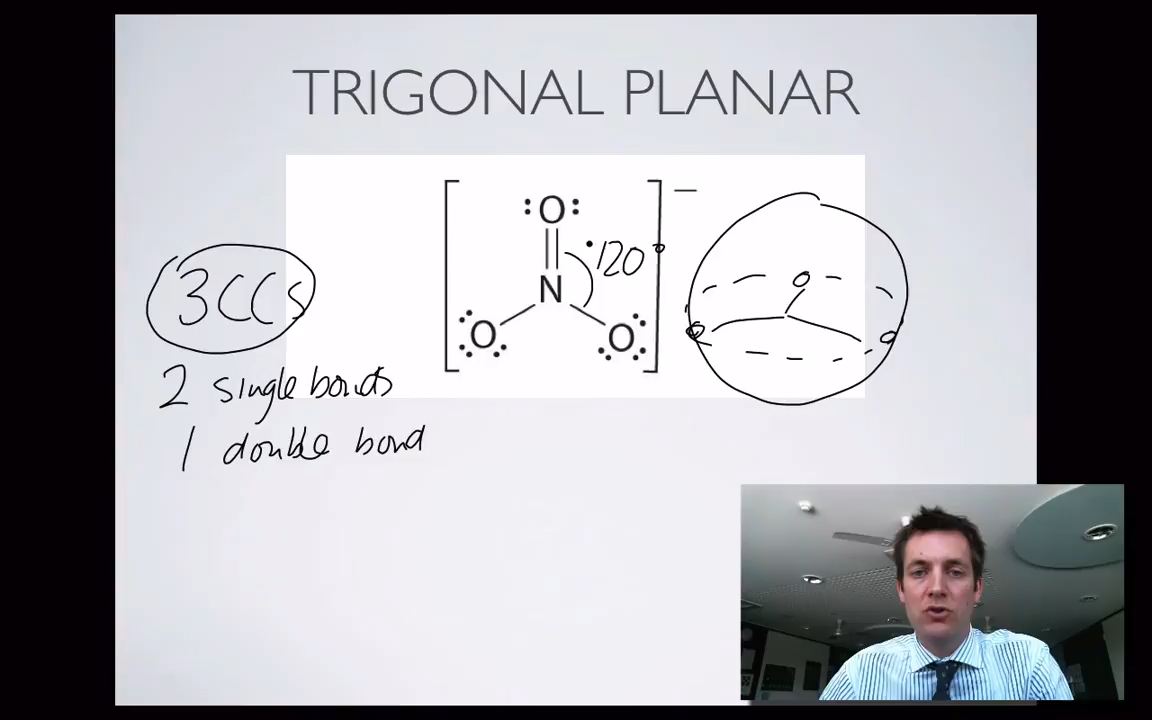 TRIGONAL PLANAR
−
:O:
120°
N
O
O
O
O
O
3CCs
2 single bonds
1 double bond